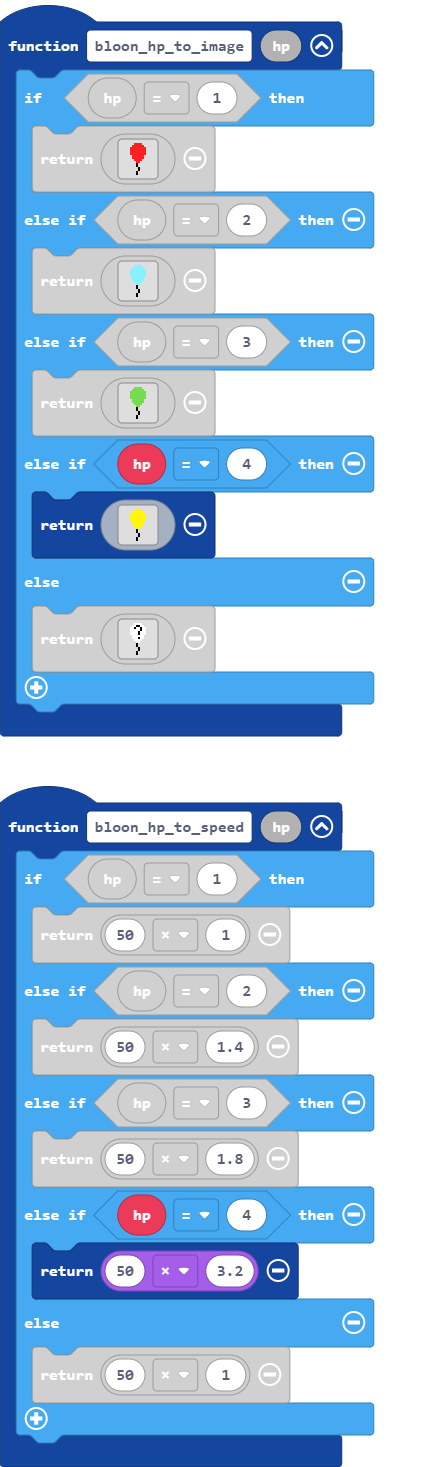 function bloon_hp_to_image hp
if hp = 1 then
return
else if hp = 2 then
return
else if hp = 3 then
return
else if hp = 4 then
return
else
return ?
function bloon_hp_to_speed hp
if hp = 1 then
return 50 × 1
else if hp = 2 then
return 50 × 1.4
else if hp = 3 then
return 50 × 1.8
else if hp = 4 then
return 50 × 3.2
else
return 50 × 1